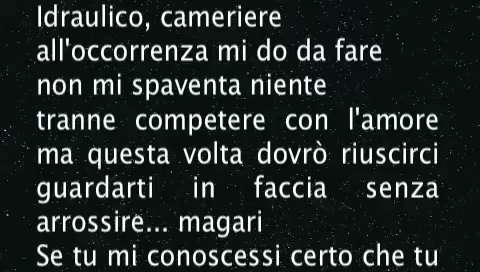 Idraulico, cameriere
all'occorrenza mi do da fare
non mi spaventa niente
tranne competere con l'amore
ma questa volta dovrò riuscirci
guardarti in faccia senza
arrossire... magari
Se tu mi conoscessi certo che tu